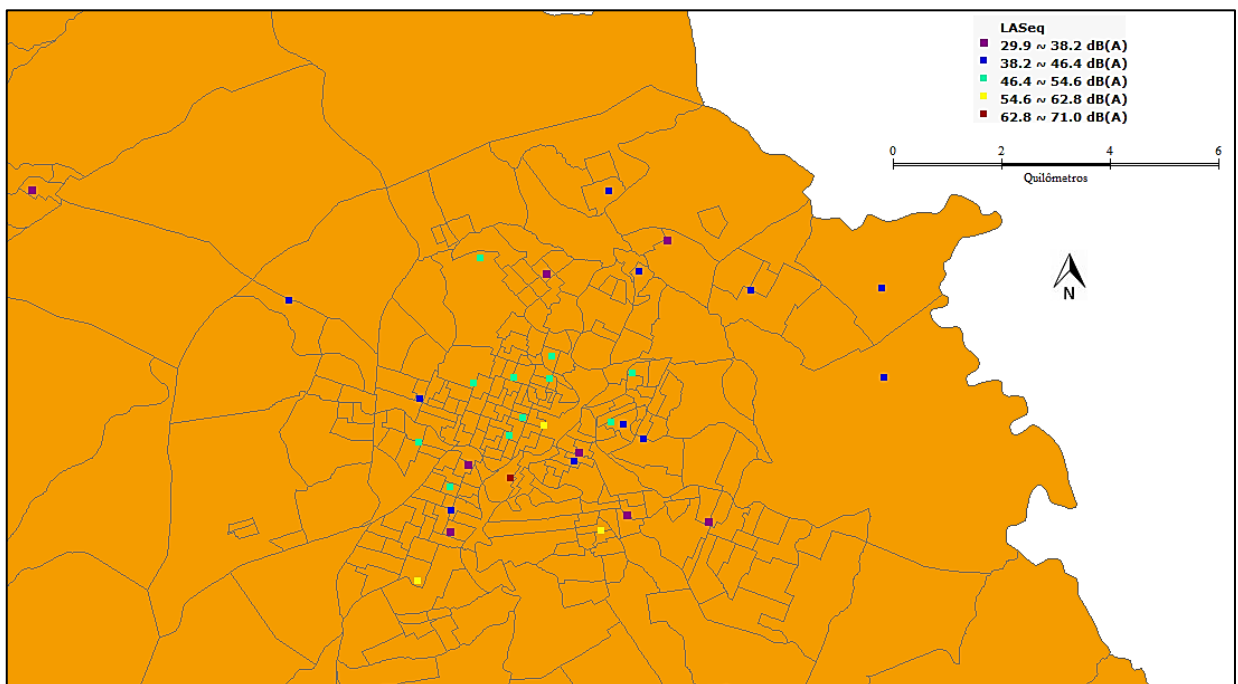 LASeq
29.9 ~ 38.2 dB(A)
38.2 ~ 46.4 dB(A)
46.4 ~ 54.6 dB(A)
54.6 ~ 62.8 dB(A)
62.8 ~ 71.0 dB(A)
0 2 4 6
Quilômetros
N